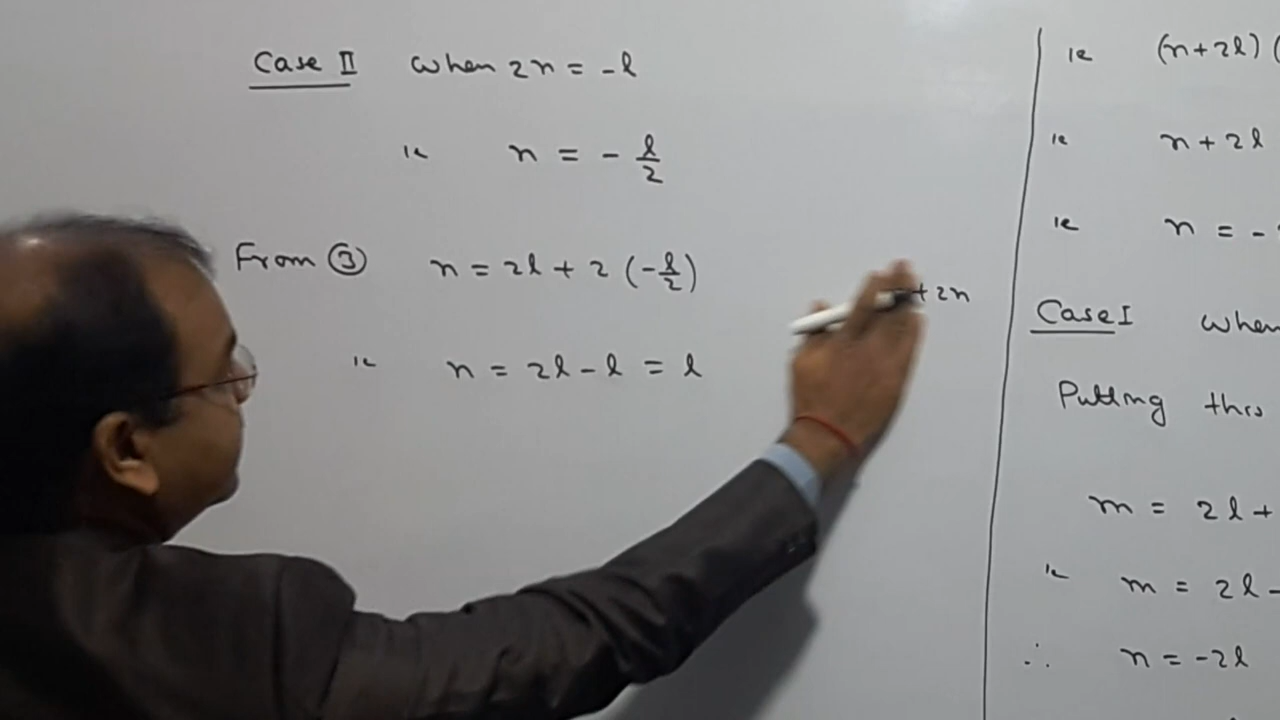 Case II when 2n = -l
ie n = - l/2
From ③ n = 2l + 2 (-l/2)
ie n = 2l - l = l
+ 2n
ie (n+2l) (
ie n + 2l
ie n = -
Case I when
Putting this
m = 2l +
ie m = 2l -
∴ n = -2l